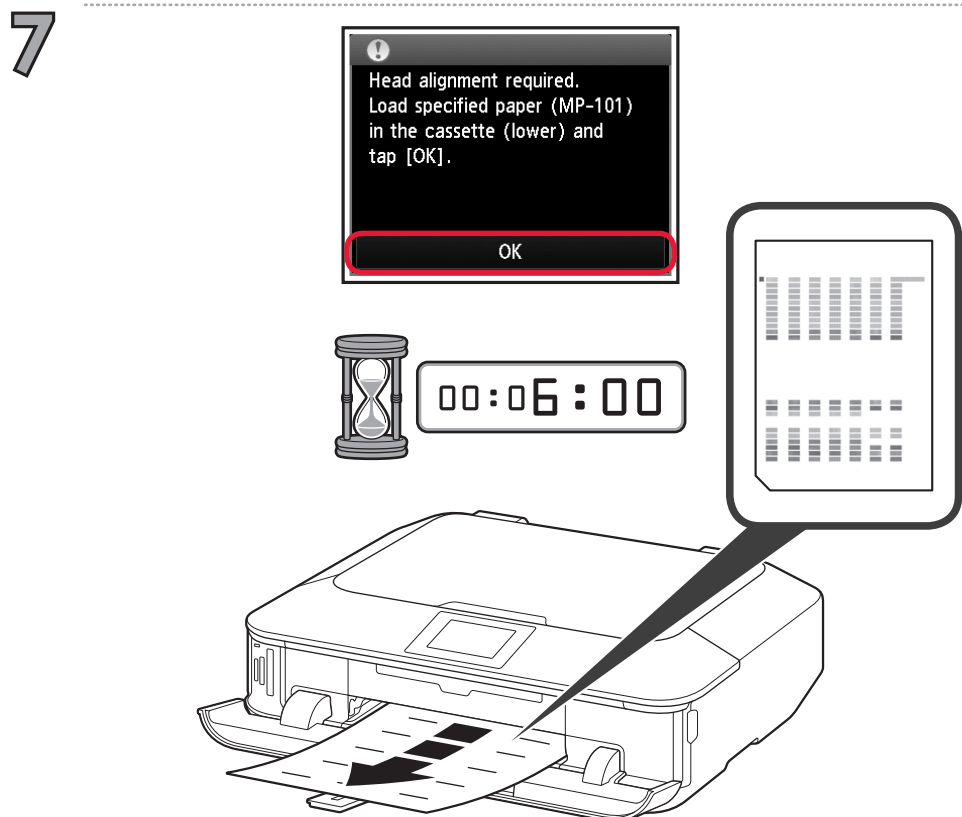 7
Head alignment required.
Load specified paper (MP-101)
in the cassette (lower) and
tap [OK].
OK
00:06:00